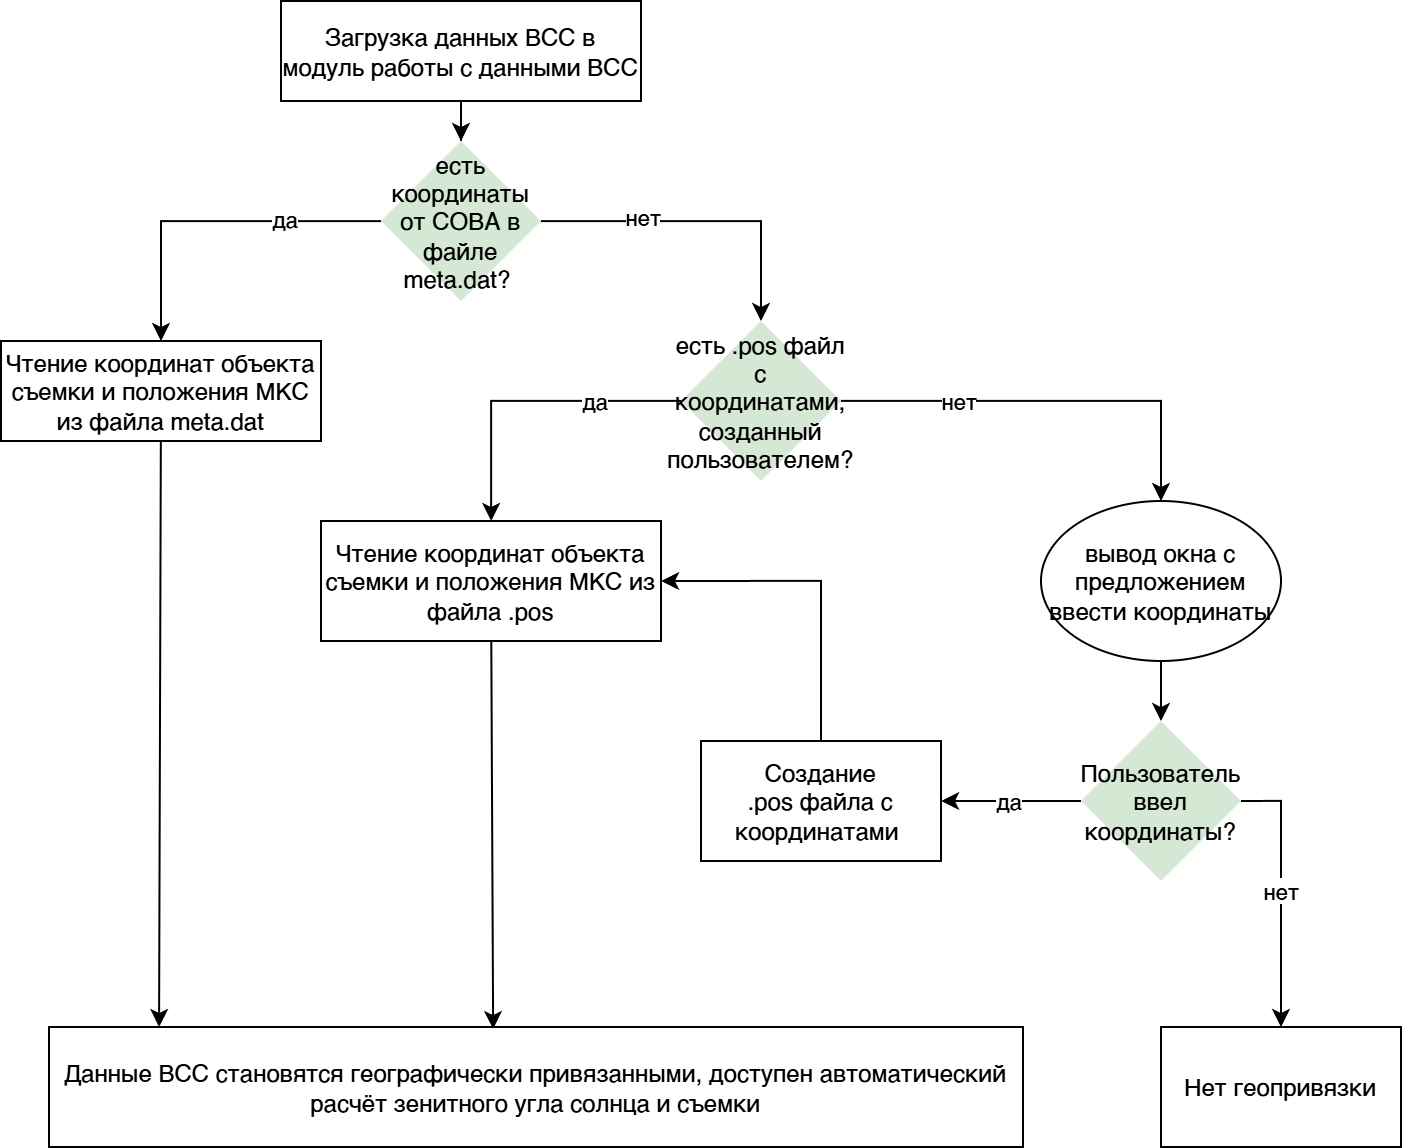 Загрузка данных ВСС в
модуль работы с данными ВСС
есть
координаты
от СОВА в
файле
meta.dat?
да
нет
Чтение координат объекта
съемки и положения МКС
из файла meta.dat
есть .pos файл
с
координатами,
созданный
пользователем?
да
нет
Чтение координат объекта
съемки и положения МКС из
файла .pos
вывод окна с
предложением
ввести координаты
Пользователь
ввел
координаты?
да
нет
Создание
.pos файла с
координатами
Данные ВСС становятся географически привязанными, доступен автоматический
расчёт зенитного угла солнца и съемки
Нет геопривязки